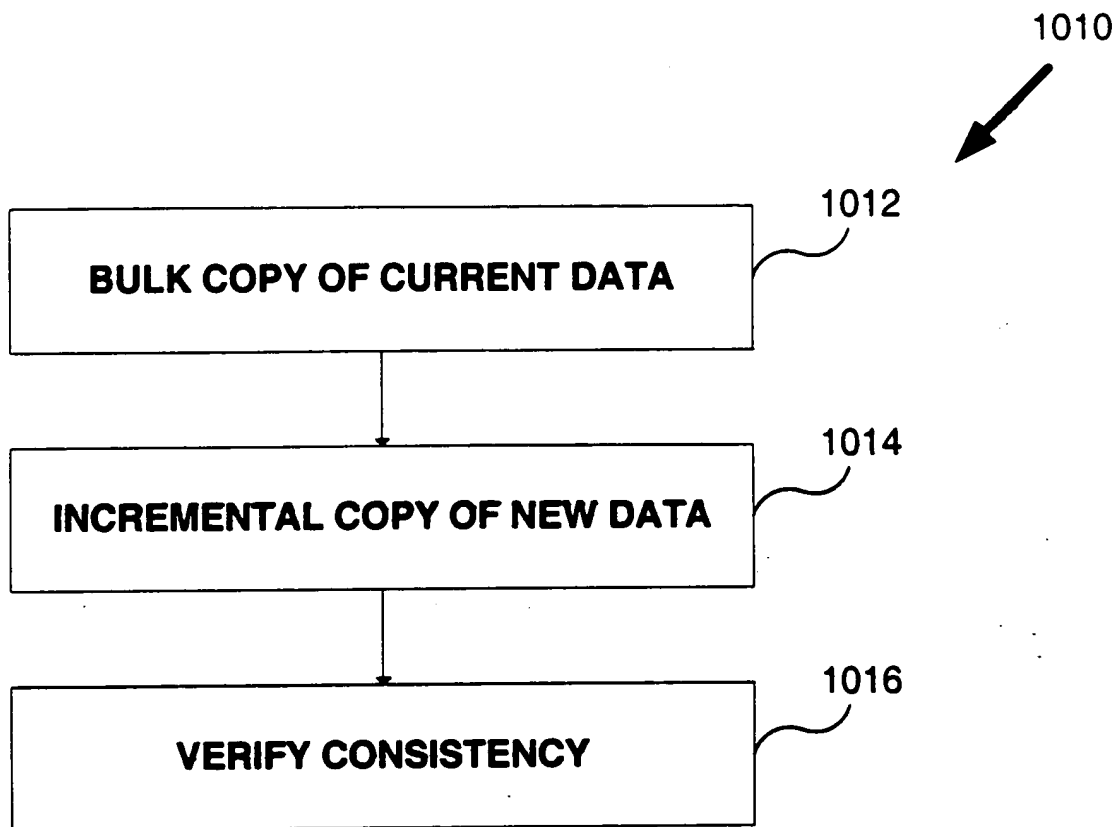 1010
1012
BULK COPY OF CURRENT DATA
1014
INCREMENTAL COPY OF NEW DATA
1016
VERIFY CONSISTENCY